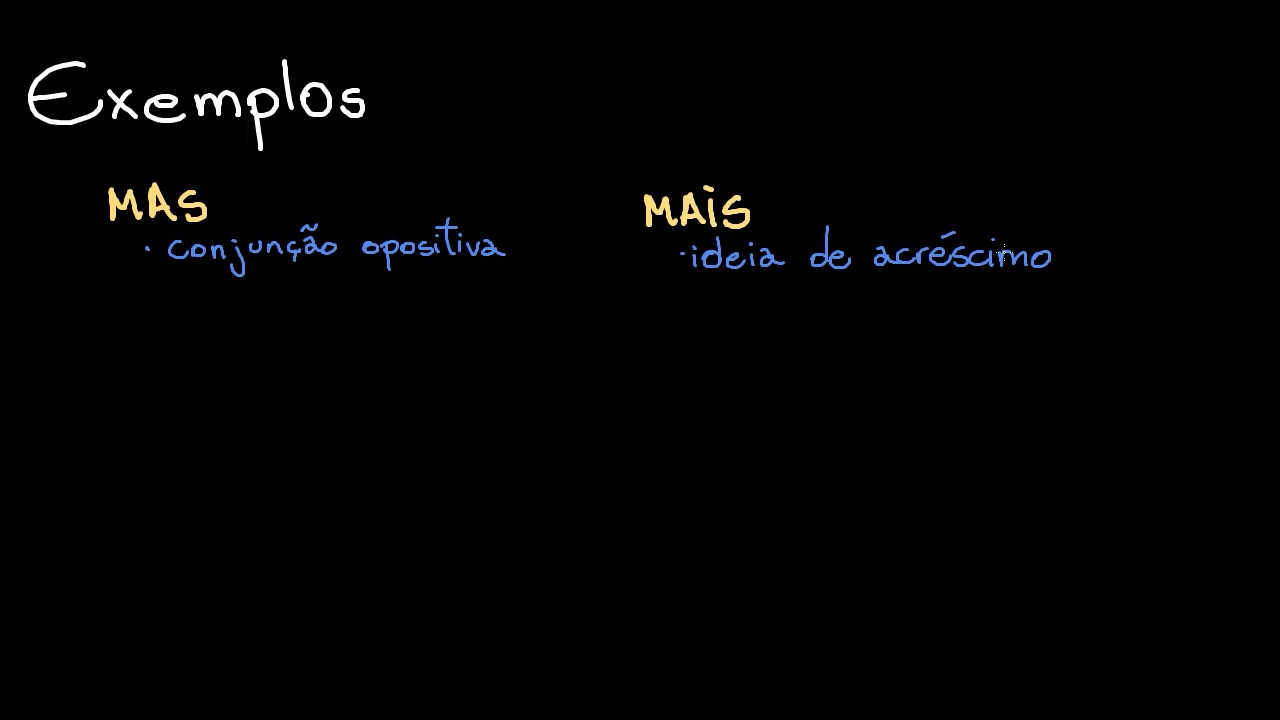 Exemplos
MAS
· conjunção opositiva
MAiS
· ideia de acréscimo